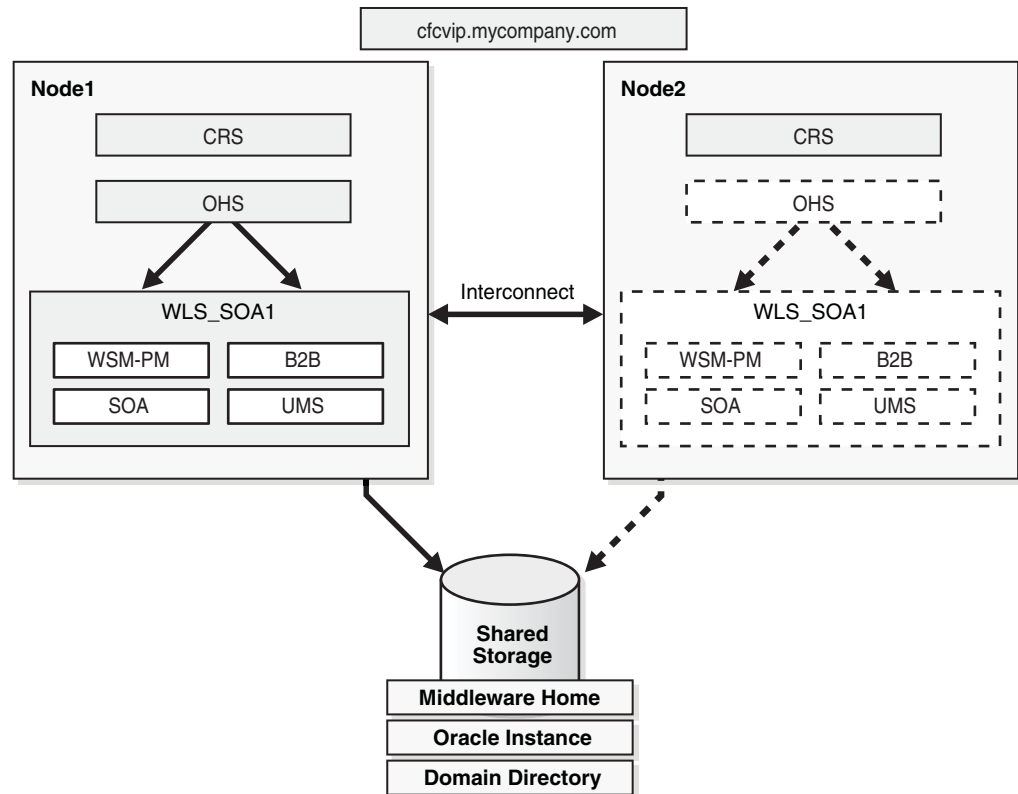 cfcvip.mycompany.com
Node1
CRS
OHS
WLS_SOA1
WSM-PM
B2B
SOA
UMS
Interconnect
Node2
CRS
OHS
WLS_SOA1
WSM-PM
B2B
SOA
UMS
Shared
Storage
Middleware Home
Oracle Instance
Domain Directory